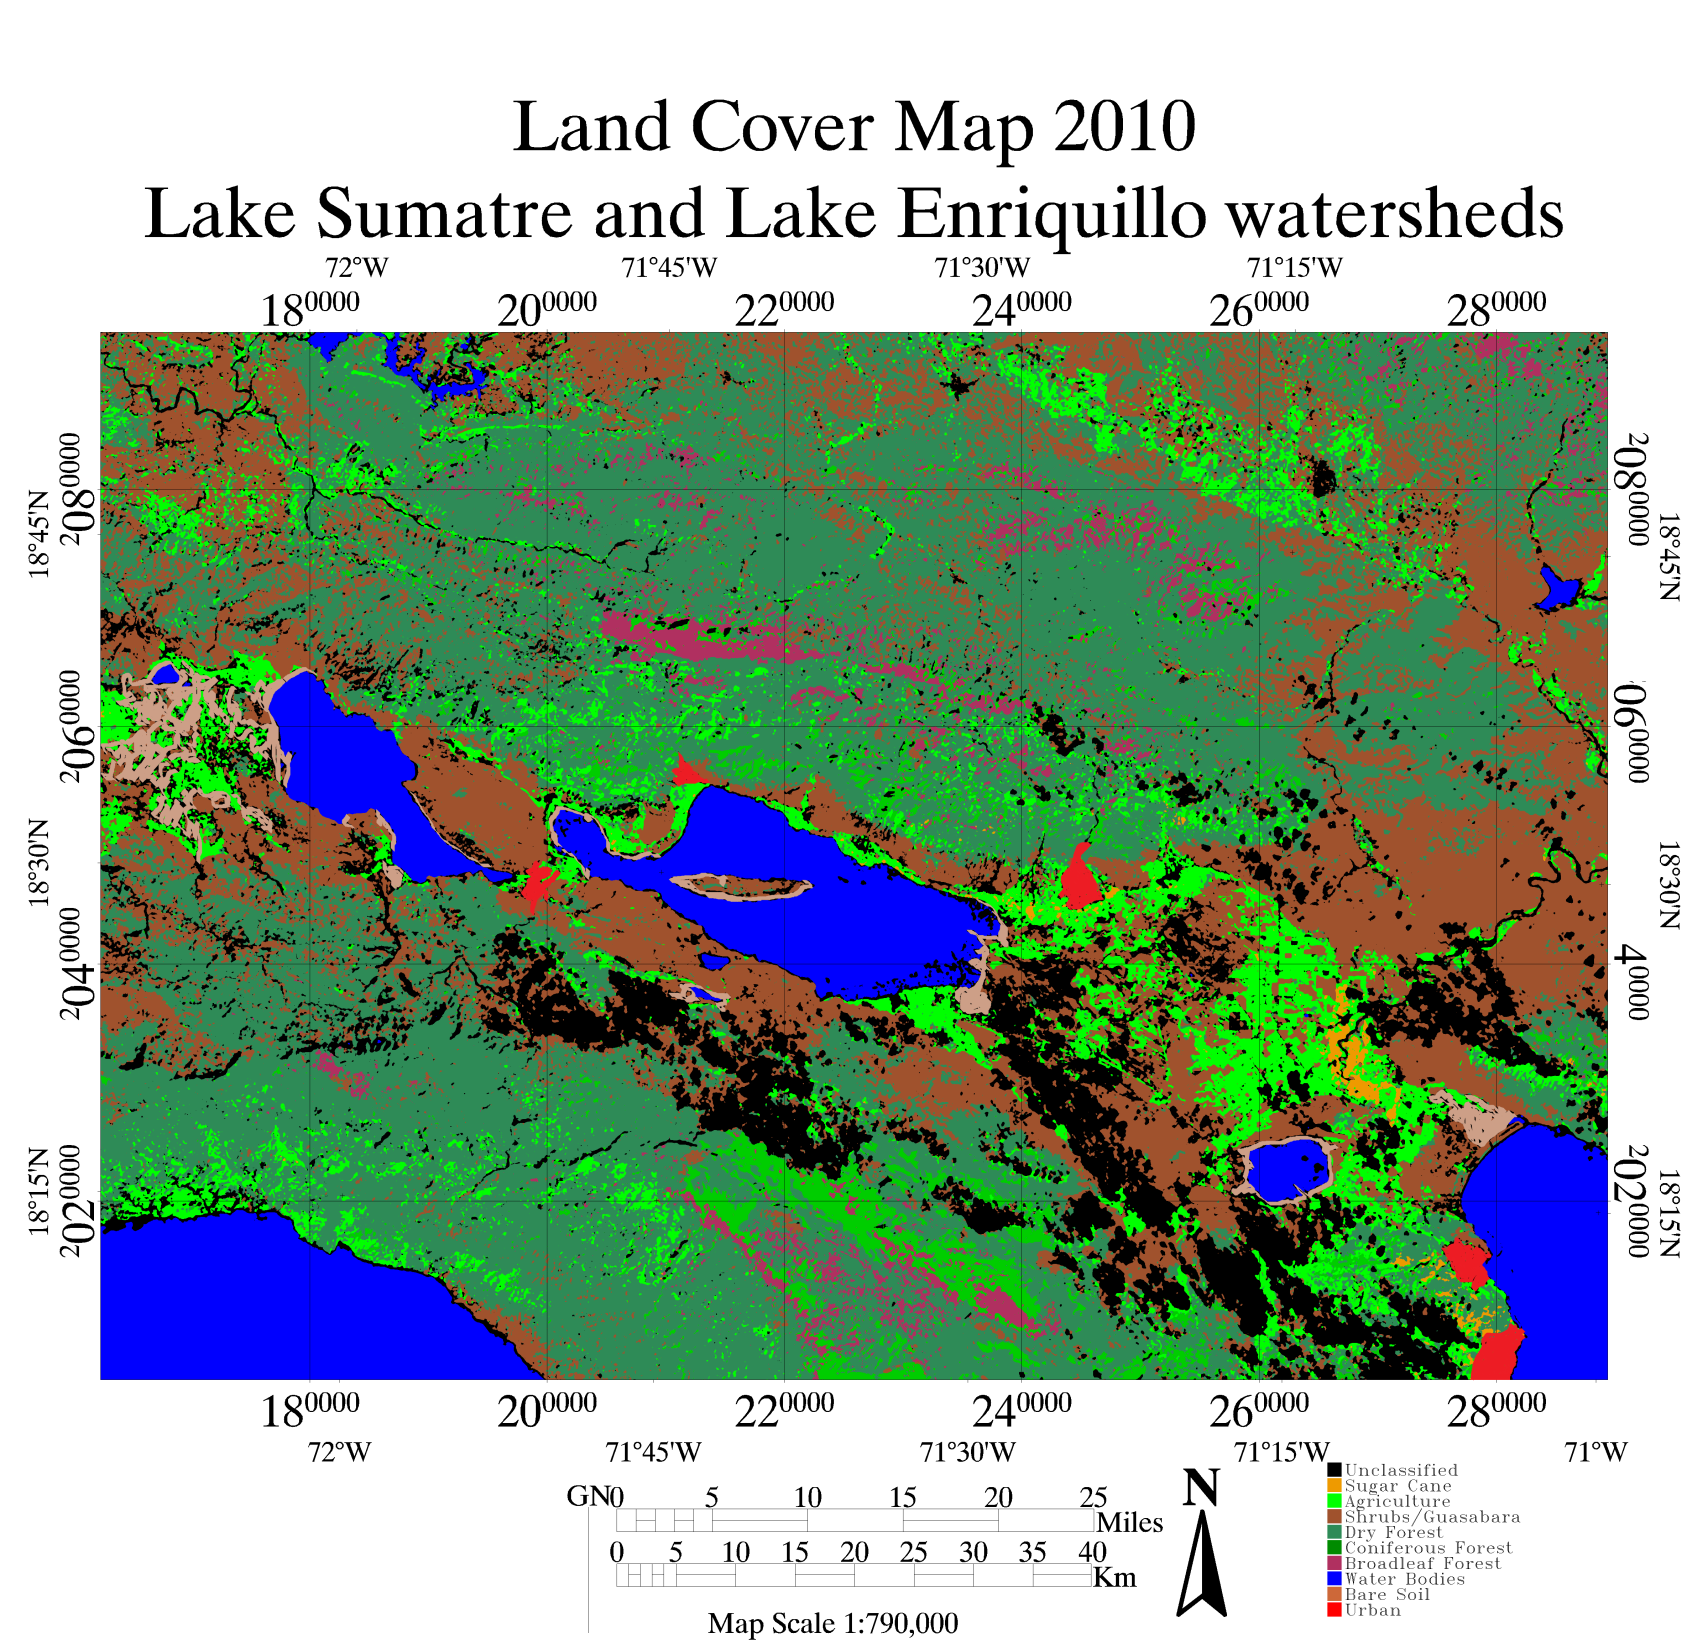 Land Cover Map 2010
Lake Sumatre and Lake Enriquillo watersheds
72°W 71°45'W 71°30'W 71°15'W
180000 200000 220000 240000 260000 280000
2080000
18°45'N
2060000
18°30'N
2040000
18°15'N
2020000
2080000
18°45'N
060000
18°30'N
40000
18°15'N
2020000
180000 200000 220000 240000 260000 280000
72°W 71°45'W 71°30'W 71°15'W 71°W
GN
0 5 10 15 20 25
Miles
0 5 10 15 20 25 30 35 40
Km
Map Scale 1:790,000
N
Unclassified
Sugar Cane
Agriculture
Shrubs/Guasabara
Dry Forest
Coniferous Forest
Broadleaf Forest
Water Bodies
Bare Soil
Urban